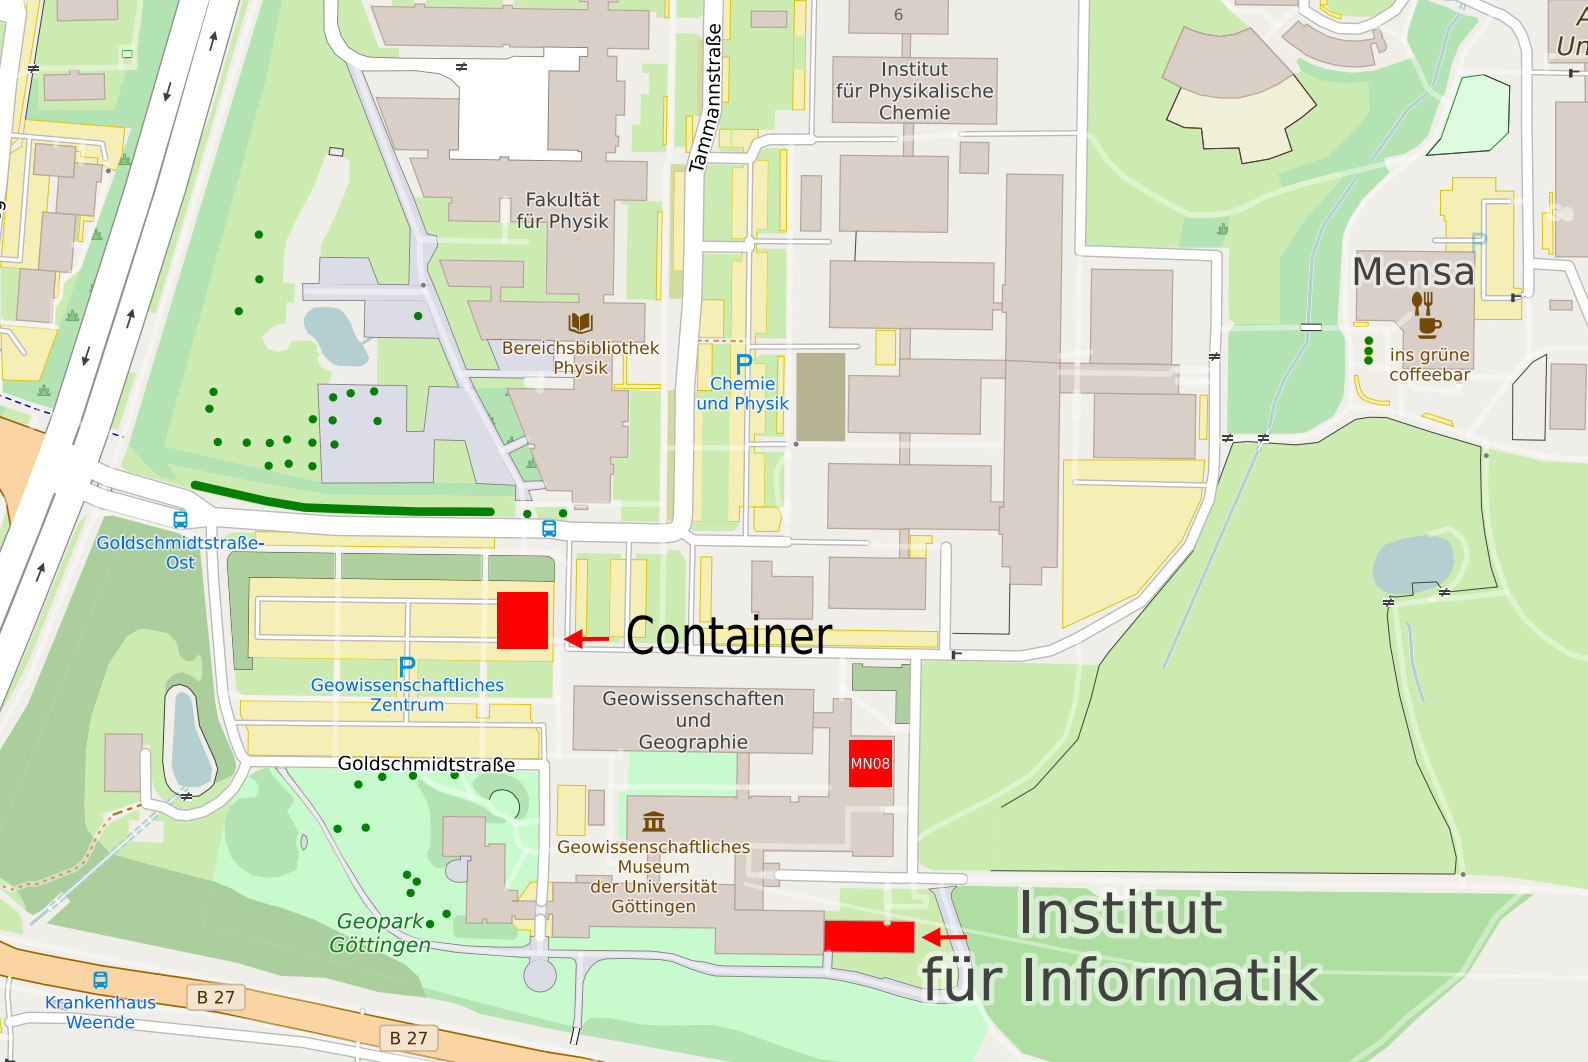 6
Institut
für Physikalische
Chemie
Tammannstraße
Fakultät
für Physik
Bereichsbibliothek
Physik
P
Chemie
und Physik
Mensa
P
ins grüne
coffeebar
Goldschmidtstraße-
Ost
Container
P
Geowissenschaftliches
Zentrum
Geowissenschaften
und
Geographie
Goldschmidtstraße
MN08
Geowissenschaftliches
Museum
der Universität
Göttingen
Geopark
Göttingen
Institut
für Informatik
Krankenhaus
Weende
B 27
B 27